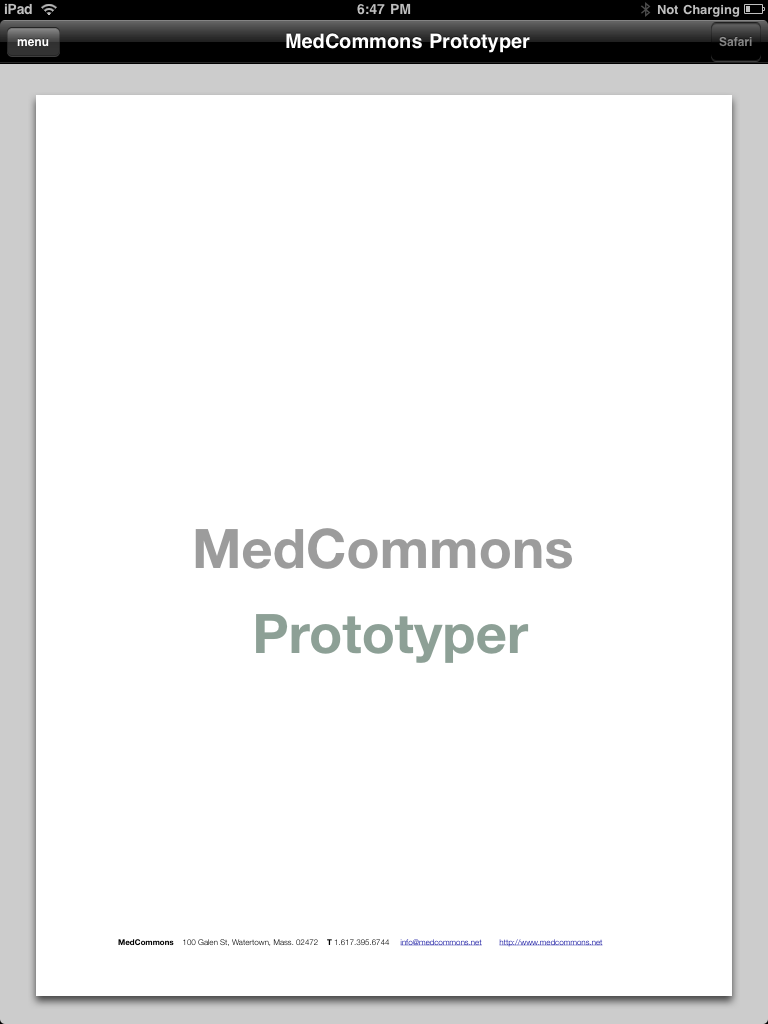 iPad 6:47 PM Not Charging
menu MedCommons Prototyper Safari
MedCommons
Prototyper
MedCommons 100 Galen St, Watertown, Mass. 02472 T 1.617.395.6744 info@medcommons.net http://www.medcommons.net